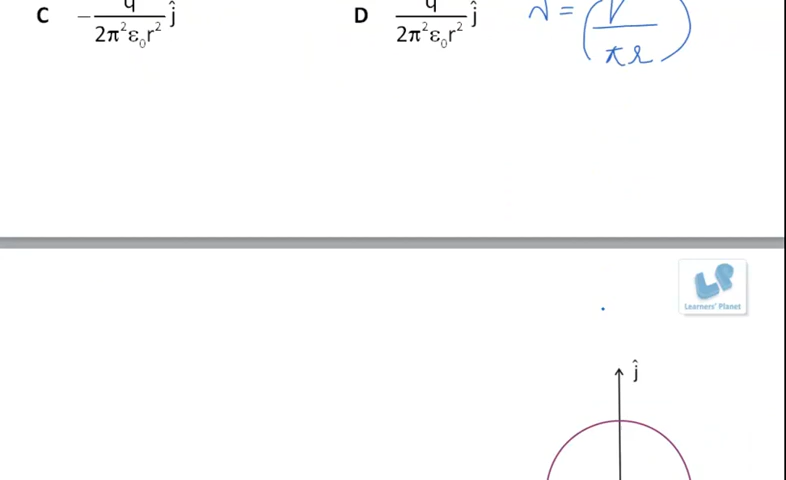 C −q/2π²ε₀r² ĵ D q/2π²ε₀r² ĵ λ = (q/πr)
Learners' Planet
ĵ